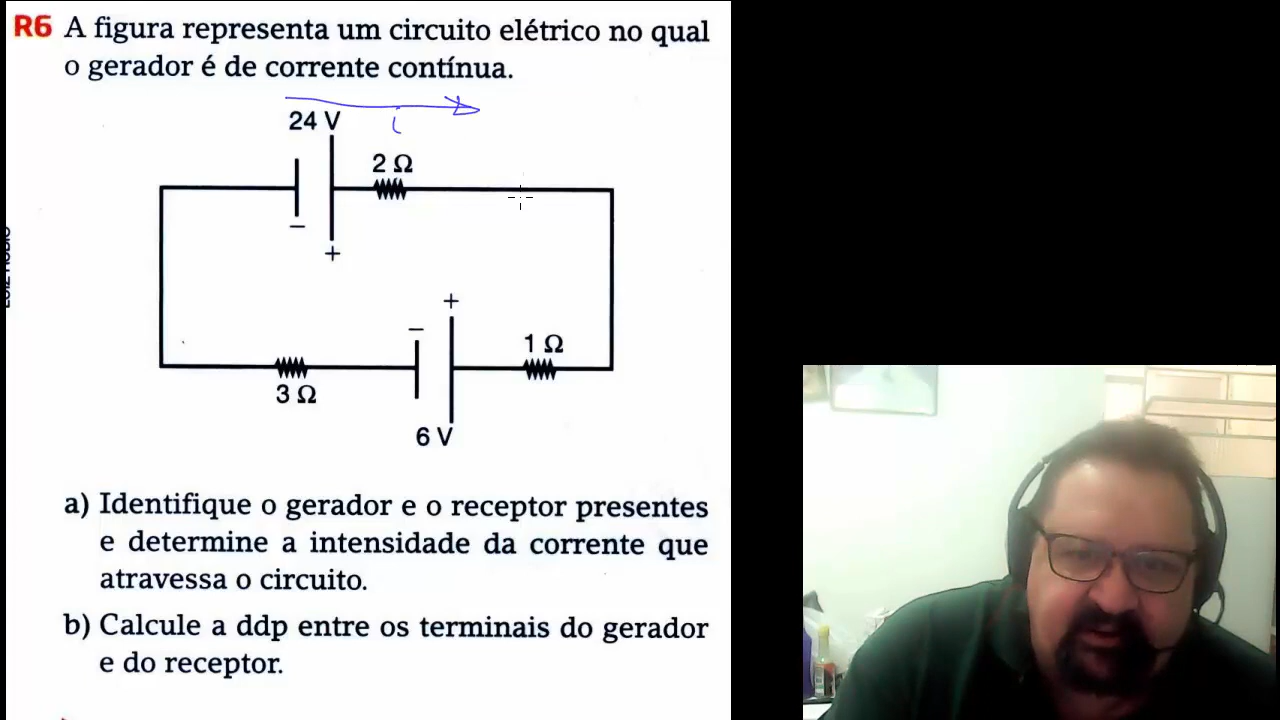 R6 A figura representa um circuito elétrico no qual
o gerador é de corrente contínua.
i
24 V
2 Ω
−
+
+
−
1 Ω
3 Ω
6 V
a) Identifique o gerador e o receptor presentes
e determine a intensidade da corrente que
atravessa o circuito.
b) Calcule a ddp entre os terminais do gerador
e do receptor.